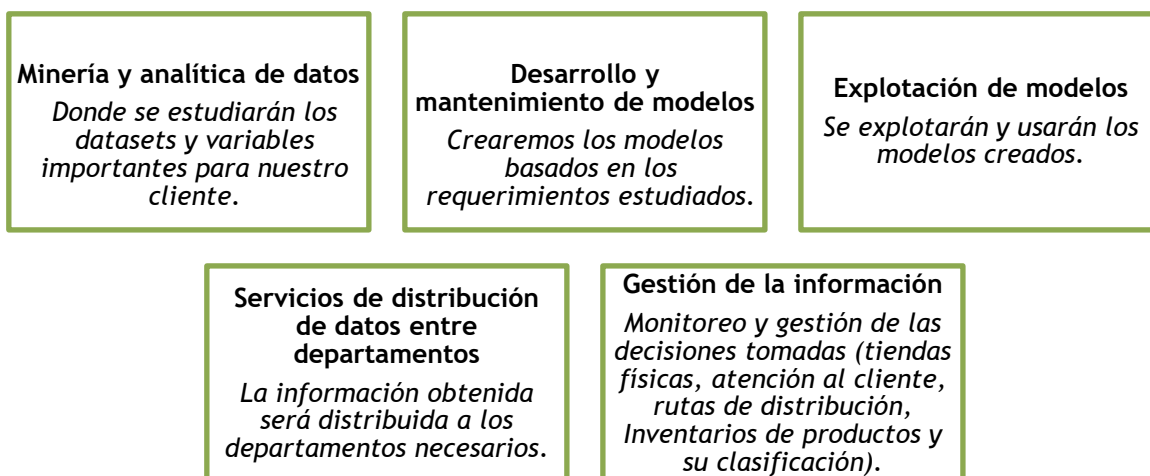 Minería y analítica de datos
Donde se estudiarán los
datasets y variables
importantes para nuestro
cliente.
Desarrollo y
mantenimiento de modelos
Crearemos los modelos
basados en los
requerimientos estudiados.
Explotación de modelos
Se explotarán y usarán los
modelos creados.
Servicios de distribución
de datos entre
departamentos
La información obtenida
será distribuida a los
departamentos necesarios.
Gestión de la información
Monitoreo y gestión de las
decisiones tomadas (tiendas
físicas, atención al cliente,
rutas de distribución,
Inventarios de productos y
su clasificación).